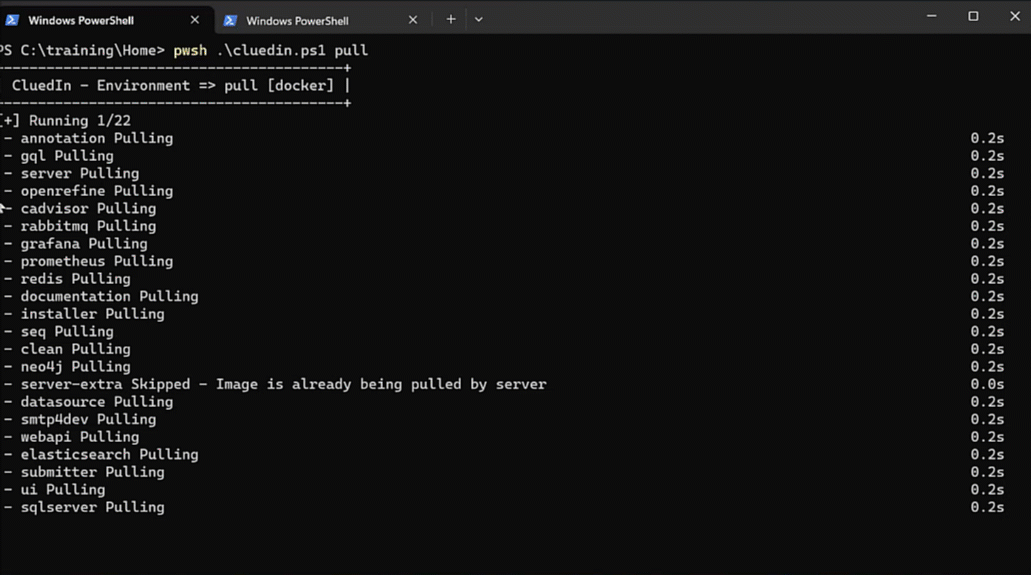 Windows PowerShell
Windows PowerShell
PS C:\training\Home> pwsh .\cluedin.ps1 pull
----------------------------------------+
CluedIn - Environment => pull [docker] |
----------------------------------------+
[+] Running 1/22
- annotation Pulling 0.2s
- gql Pulling 0.2s
- server Pulling 0.2s
- openrefine Pulling 0.2s
- cadvisor Pulling 0.2s
- rabbitmq Pulling 0.2s
- grafana Pulling 0.2s
- prometheus Pulling 0.2s
- redis Pulling 0.2s
- documentation Pulling 0.2s
- installer Pulling 0.2s
- seq Pulling 0.2s
- clean Pulling 0.2s
- neo4j Pulling 0.2s
- server-extra Skipped - Image is already being pulled by server 0.0s
- datasource Pulling 0.2s
- smtp4dev Pulling 0.2s
- webapi Pulling 0.2s
- elasticsearch Pulling 0.2s
- submitter Pulling 0.2s
- ui Pulling 0.2s
- sqlserver Pulling 0.2s